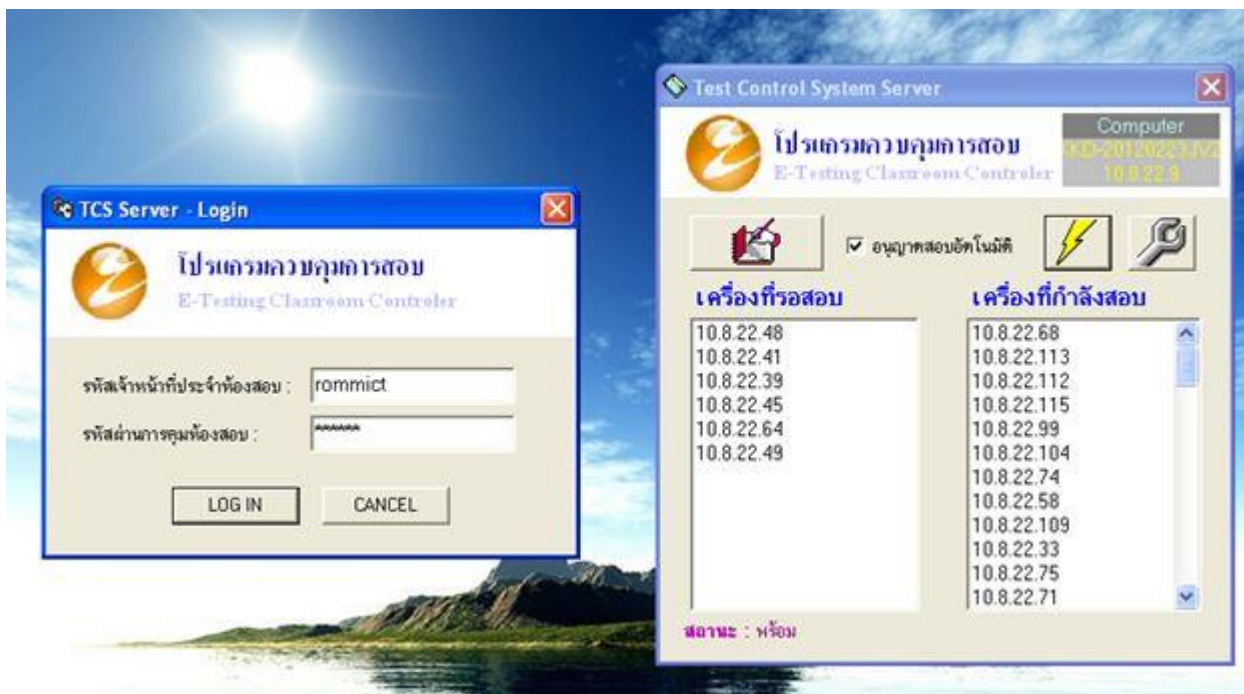 TCS Server - Login
โปรแกรมควบคุมการสอบ
E-Testing Classroom Controler
รหัสเจ้าหน้าที่ประจำห้องสอบ :
rommict
รหัสผ่านการคุมห้องสอบ :
******
LOG IN
CANCEL
Test Control System Server
โปรแกรมควบคุมการสอบ
E-Testing Classroom Controler
Computer
10.8.22.9
อนุญาตสอบอัตโนมัติ
เครื่องที่รอสอบ
10.8.22.48
10.8.22.41
10.8.22.39
10.8.22.45
10.8.22.64
10.8.22.49
เครื่องที่กำลังสอบ
10.8.22.68
10.8.22.113
10.8.22.112
10.8.22.115
10.8.22.99
10.8.22.104
10.8.22.74
10.8.22.58
10.8.22.109
10.8.22.33
10.8.22.75
10.8.22.71
สถานะ : พร้อม